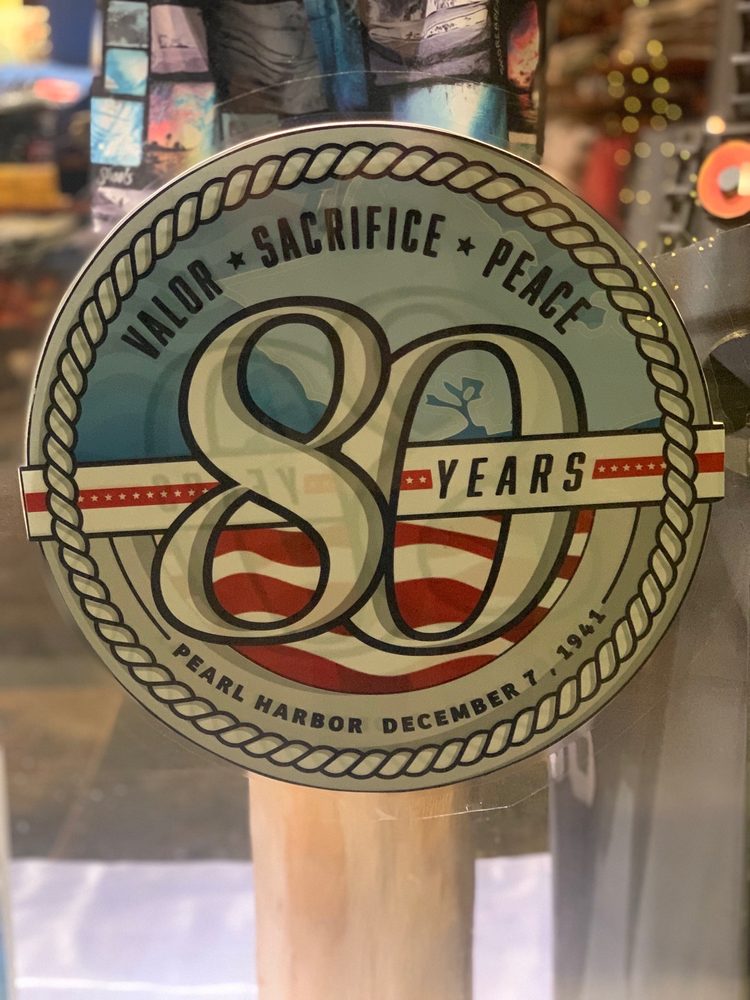 VALOR ★ SACRIFICE ★ PEACE
80
YEARS
PEARL HARBOR DECEMBER 7, 1941